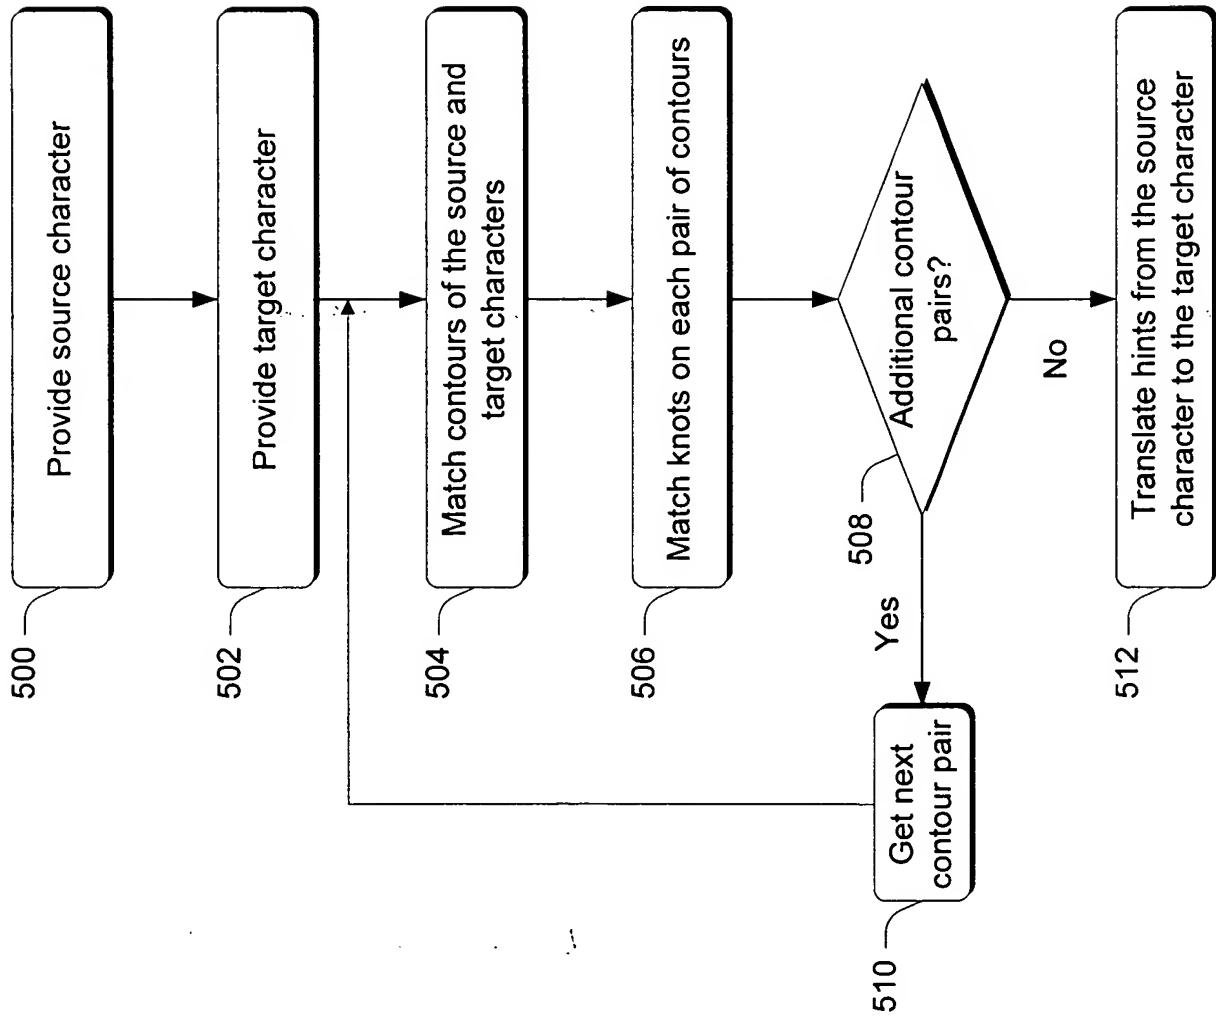 500
Provide source character
502
Provide target character
504
Match contours of the source and
target characters
506
Match knots on each pair of contours
508
Additional contour
pairs?
Yes
No
510
Get next
contour pair
512
Translate hints from the source
character to the target character